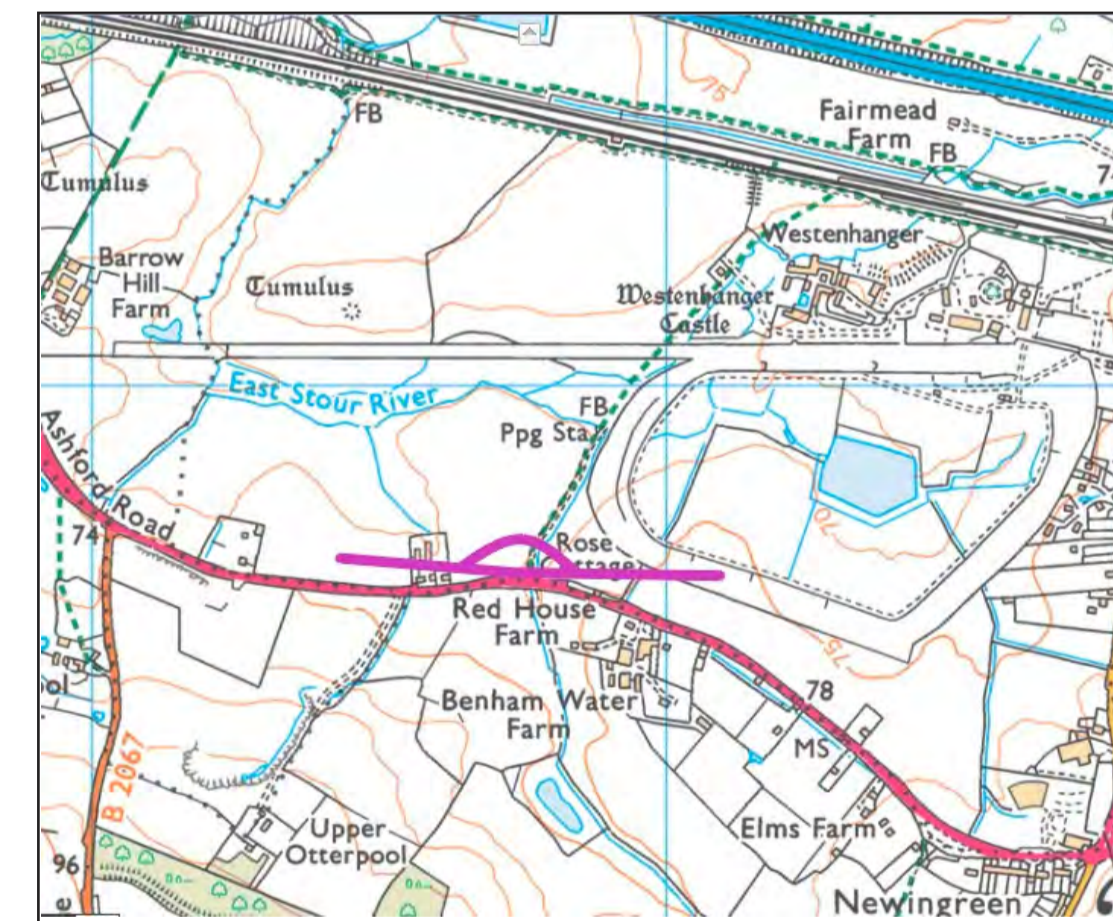 75
FB
Fairmead
Farm
FB
Tumulus
Barrow
Hill
Farm
Tumulus
Westenhanger
Westenhanger
Castle
East Stour River
FB
Ppg Sta
Ashford Road
74
70
Rose
Red House
Farm
75
78
Benham Water
Farm
MS
B 2067
Upper
Otterpool
Elms Farm
96
Newingreen